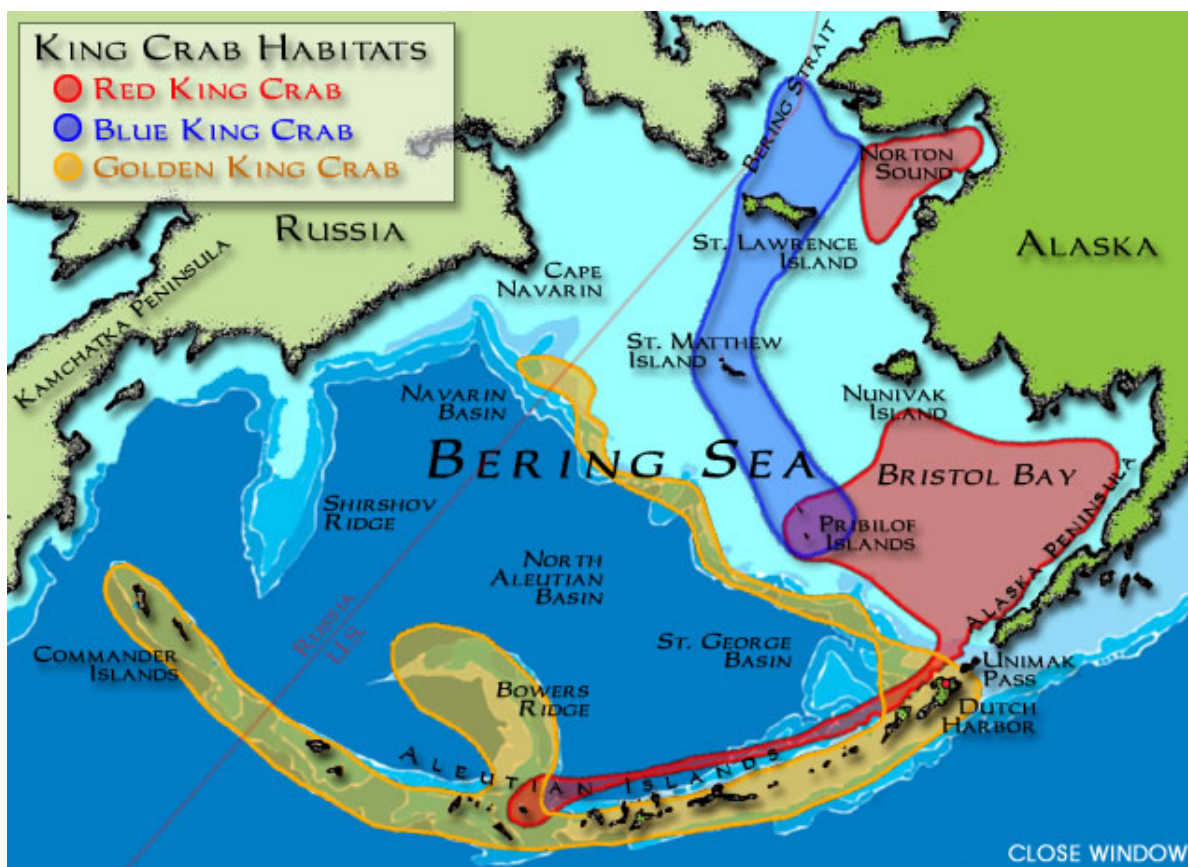 King Crab Habitats
Red King Crab
Blue King Crab
Golden King Crab
Bering Strait
Norton
Sound
Russia
Alaska
St. Lawrence
Island
Cape
Navarin
Kamchatka Peninsula
St. Matthew
Island
Nunivak
Island
Navarin
Basin
Bering Sea
Bristol Bay
Shirshov
Ridge
Pribilof
Islands
Alaska Peninsula
North
Aleutian
Basin
Russia
U.S.
St. George
Basin
Commander
Islands
Unimak
Pass
Bowers
Ridge
Dutch
Harbor
Aleutian Islands
CLOSE WINDOW